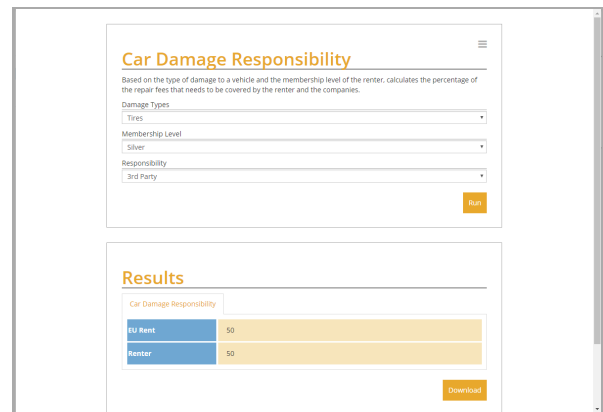 Car Damage Responsibility
Based on the type of damage to a vehicle and the membership level of the renter, calculates the percentage of
the repair fees that needs to be covered by the renter and the companies.
Damage Types
Tires
Membership Level
Silver
Responsibility
3rd Party
Run
Results
Car Damage Responsibility
EU Rent 50
Renter 50
Download